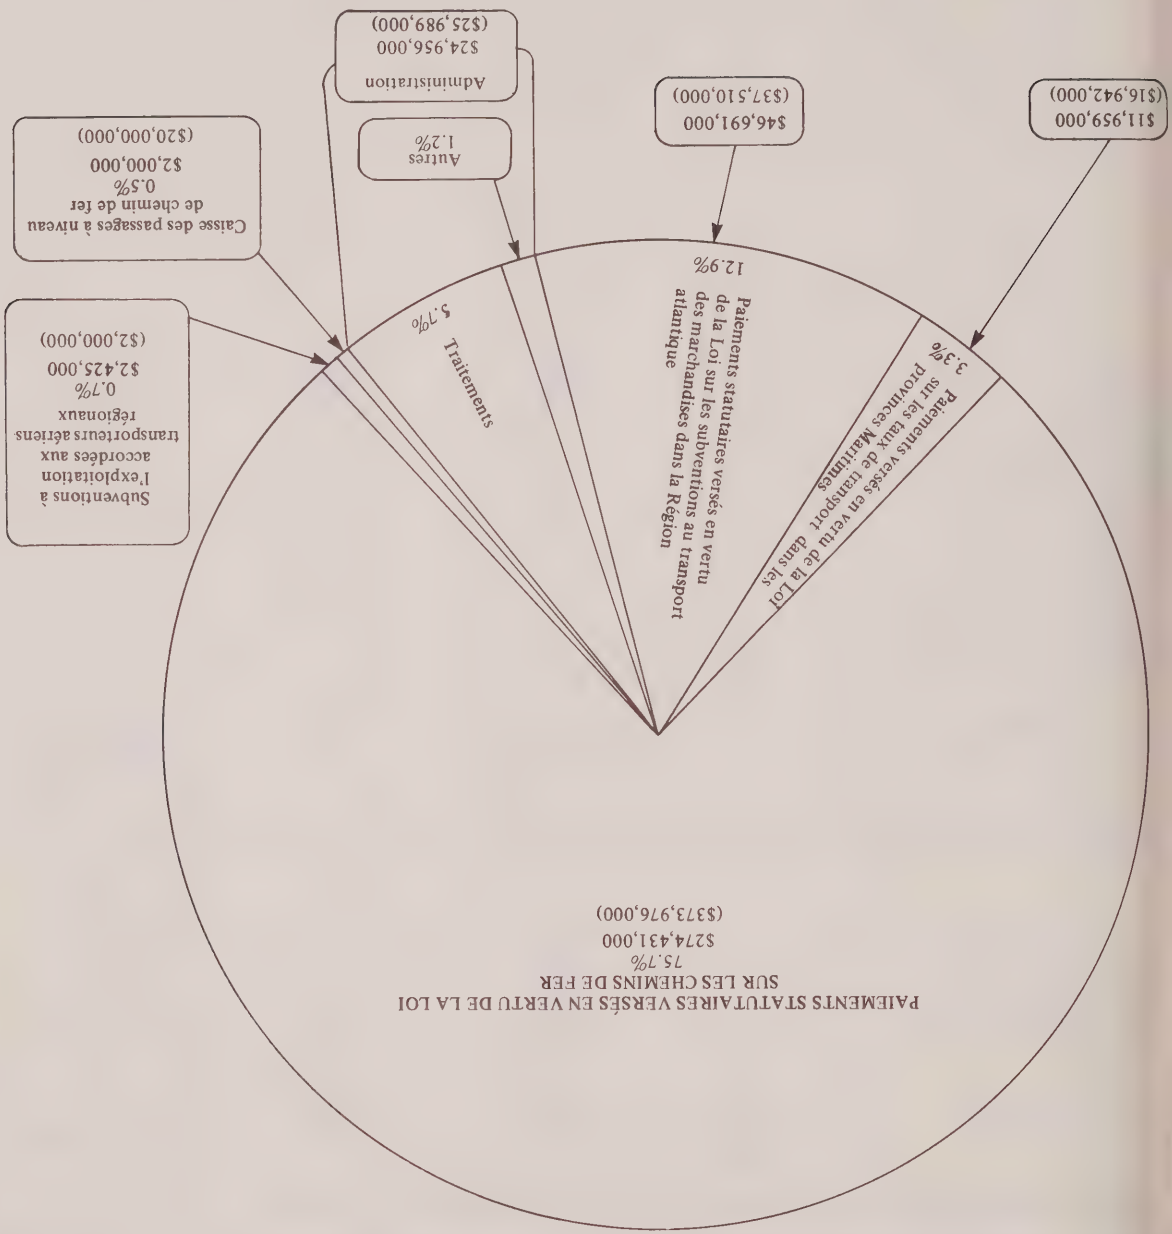 PAIEMENTS STATUTAIRES VERSÉS EN VERTU DE LA LOI
SUR LES CHEMINS DE FER
75.7%
$274,431,000
($373,976,000)
Paiements versés en vertu de la Loi
sur les taux de transport dans les
provinces Maritimes
3.3%
$11,959,000
($16,942,000)
Paiements statutaires versés en vertu
de la Loi sur les subventions au transport
des marchandises dans la Région
atlantique
12.9%
$46,691,000
($37,510,000)
Traitements
5.7%
Autres
1.2%
Administration
$24,956,000
($25,989,000)
Caisse des passages à niveau
de chemin de fer
0.5%
$2,000,000
($20,000,000)
Subventions à
l'exploitation
accordées aux
transporteurs aériens
régionaux
0.7%
$2,425,000
($2,000,000)